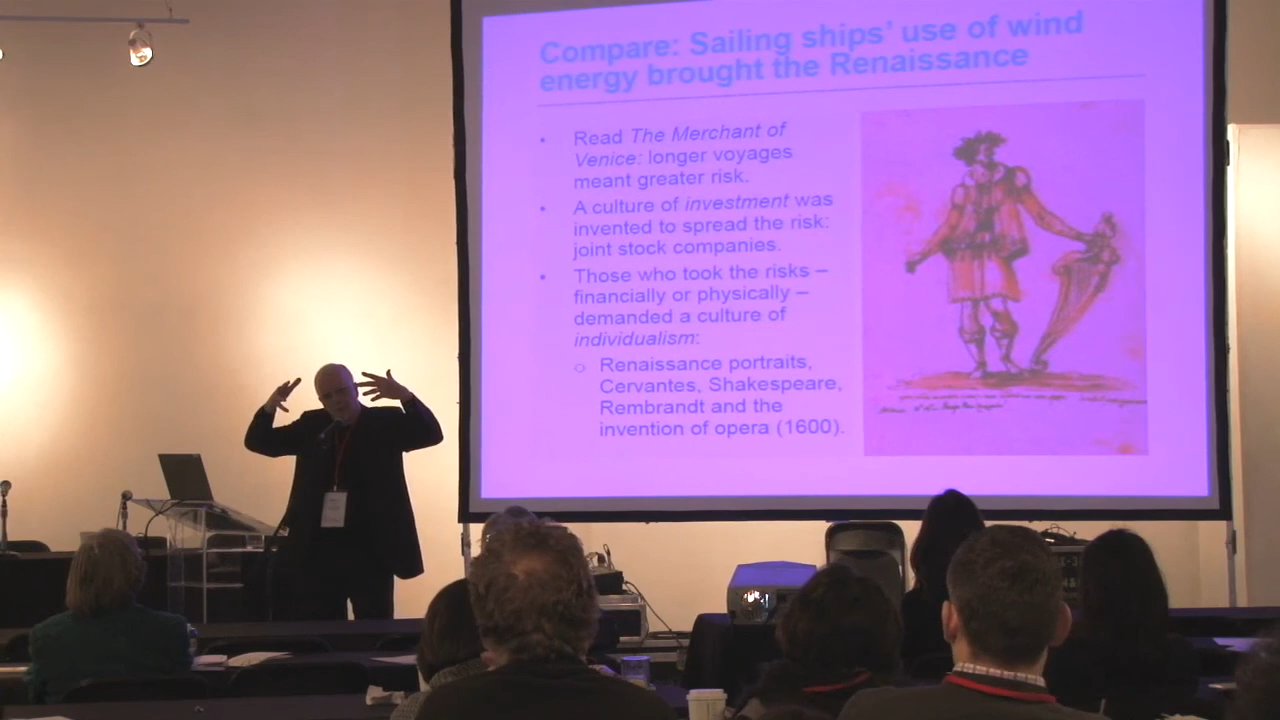 Compare: Sailing ships' use of wind
energy brought the Renaissance
• Read The Merchant of
Venice: longer voyages
meant greater risk.
• A culture of investment was
invented to spread the risk:
joint stock companies.
• Those who took the risks –
financially or physically –
demanded a culture of
individualism:
○ Renaissance portraits,
Cervantes, Shakespeare,
Rembrandt and the
invention of opera (1600).